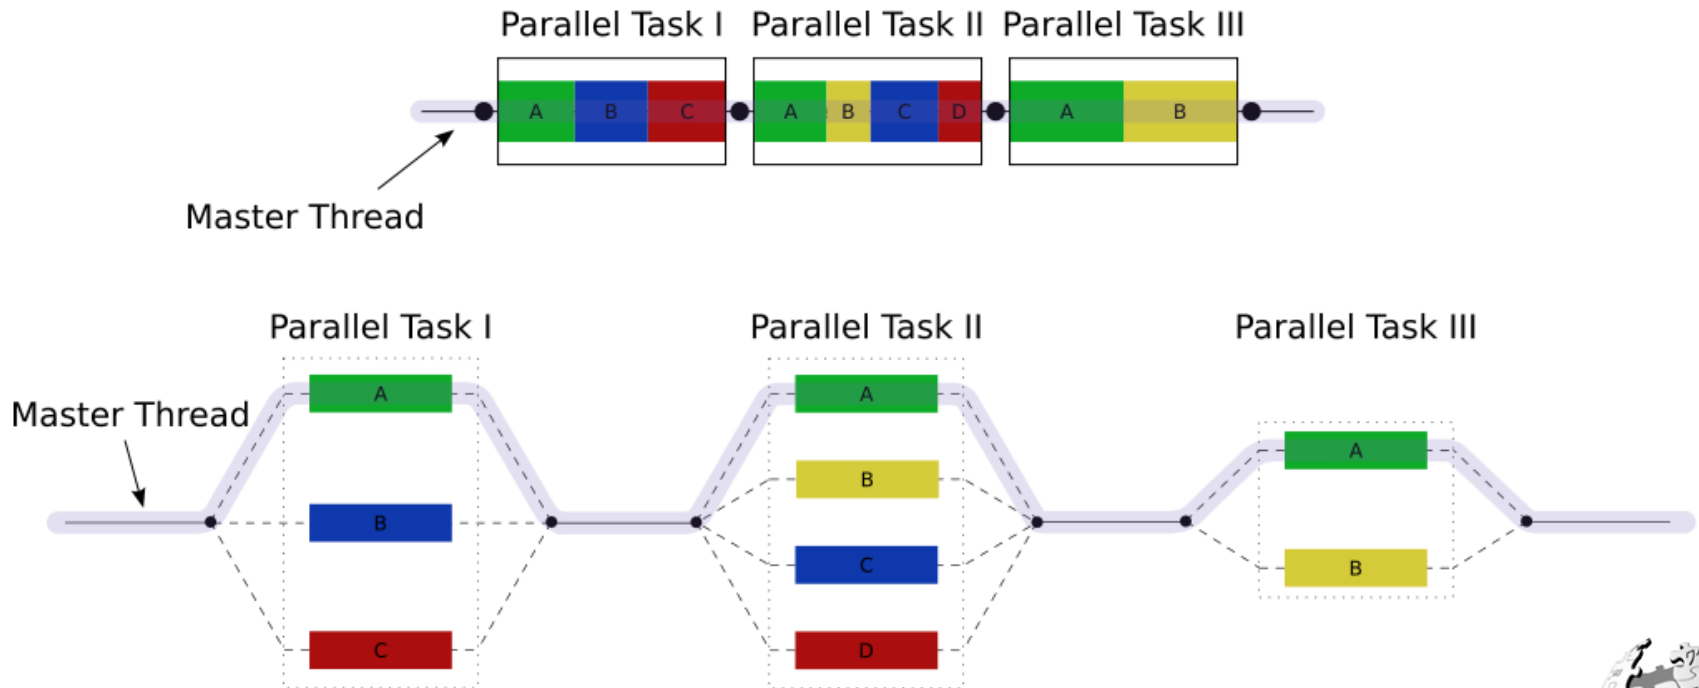 Parallel Task I
Parallel Task II
Parallel Task III
A B C
A B C D
A B
Master Thread
Parallel Task I
Parallel Task II
Parallel Task III
Master Thread
A
B
C
A
B
C
D
A
B